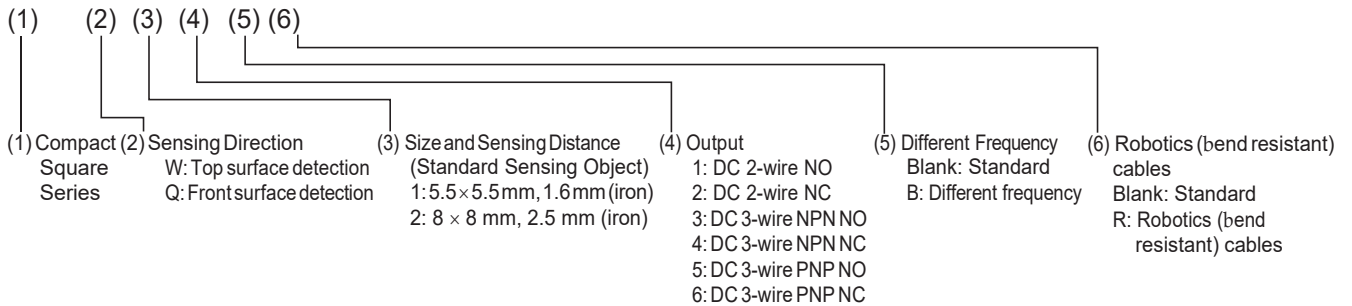 (1) (2) (3) (4) (5) (6)
(1) Compact
Square
Series
(2) Sensing Direction
W: Top surface detection
Q: Front surface detection
(3) Size and Sensing Distance
(Standard Sensing Object)
1: 5.5 × 5.5 mm, 1.6 mm (iron)
2: 8 × 8 mm, 2.5 mm (iron)
(4) Output
1: DC 2-wire NO
2: DC 2-wire NC
3: DC 3-wire NPN NO
4: DC 3-wire NPN NC
5: DC 3-wire PNP NO
6: DC 3-wire PNP NC
(5) Different Frequency
Blank: Standard
B: Different frequency
(6) Robotics (bend resistant)
cables
Blank: Standard
R: Robotics (bend
resistant) cables